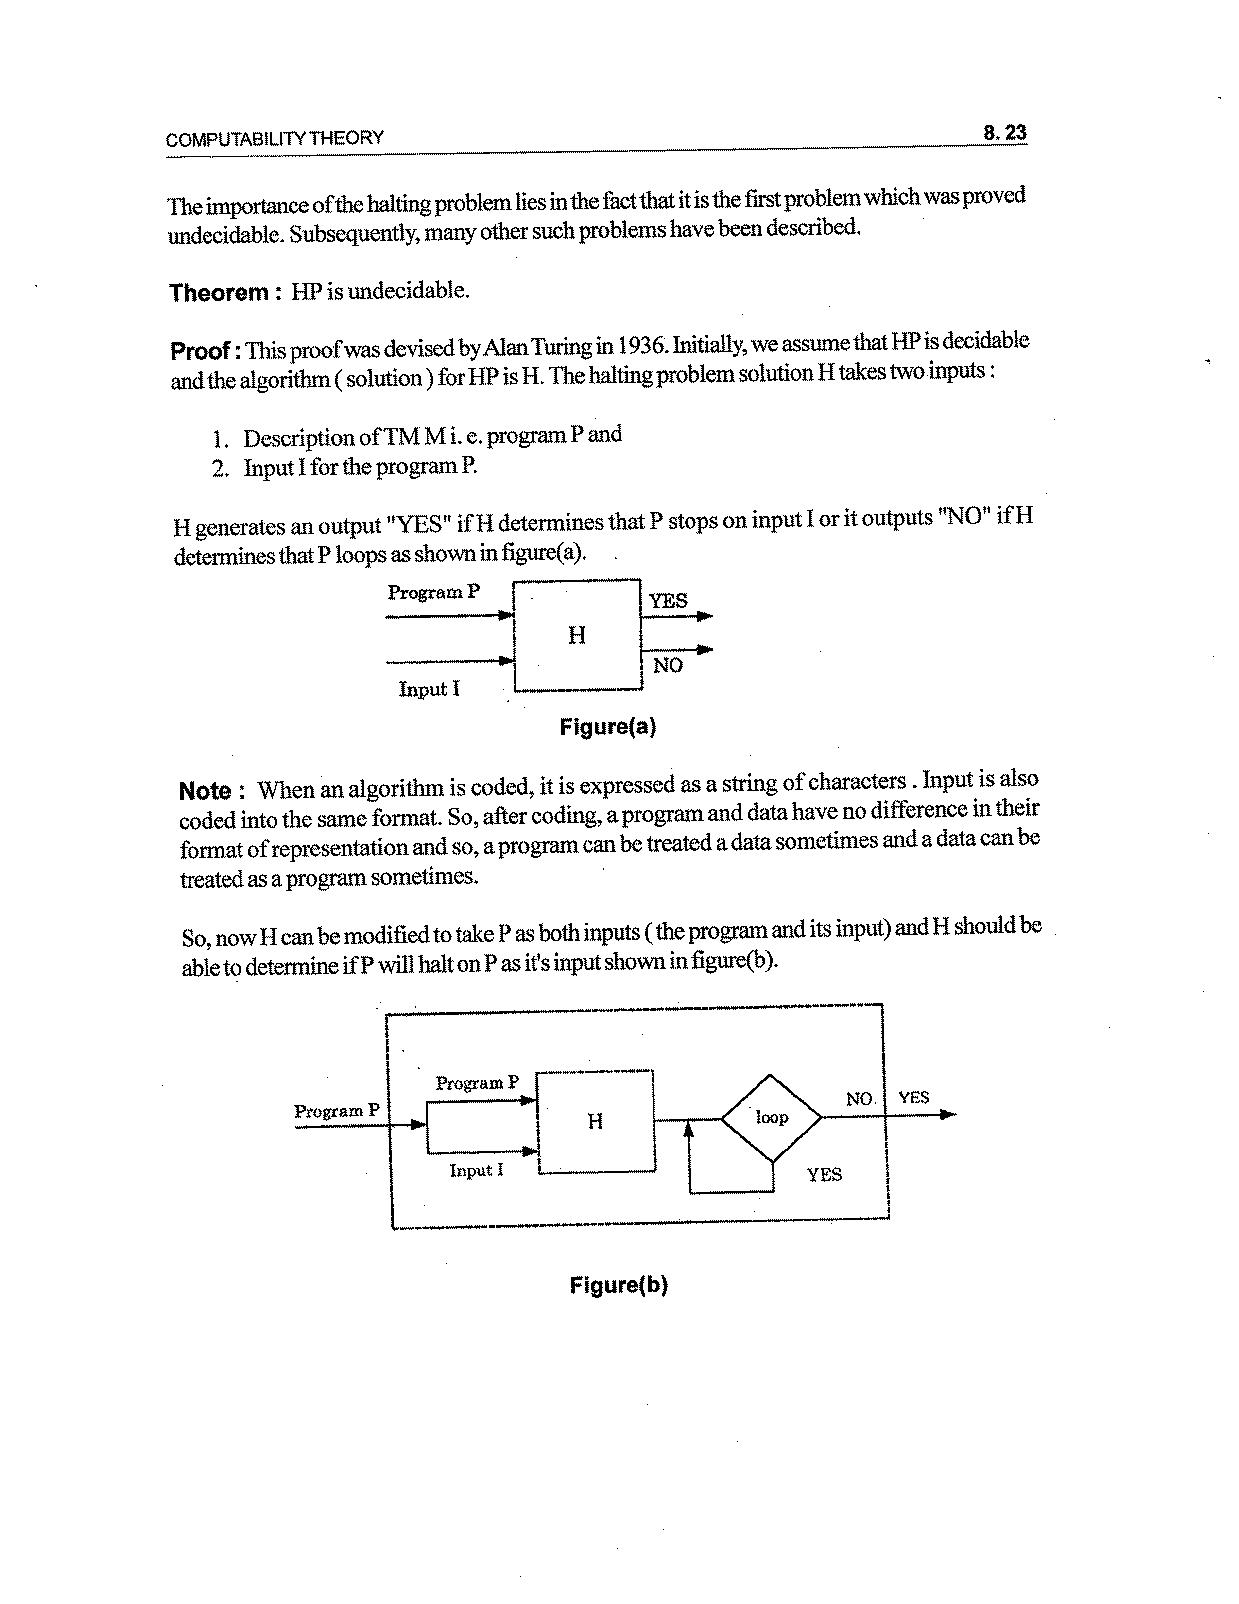 COMPUTABILITY THEORY 8. 23
The importance of the halting problem lies in the fact that it is the first problem which was proved
undecidable. Subsequently, many other such problems have been described.
Theorem : HP is undecidable.
Proof : This proof was devised by Alan Turing in 1936. Initially, we assume that HP is decidable
and the algorithm ( solution ) for HP is H. The halting problem solution H takes two inputs :
1. Description of TM M i. e. program P and
2. Input I for the program P.
H generates an output "YES" if H determines that P stops on input I or it outputs "NO" if H
determines that P loops as shown in figure(a).
Program P
YES
H
NO
Input I
Figure(a)
Note : When an algorithm is coded, it is expressed as a string of characters . Input is also
coded into the same format. So, after coding, a program and data have no difference in their
format of representation and so, a program can be treated a data sometimes and a data can be
treated as a program sometimes.
So, now H can be modified to take P as both inputs ( the program and its input) and H should be
able to determine if P will halt on P as it's input shown in figure(b).
Program P
NO. YES
Program P
H
loop
Input I
YES
Figure(b)